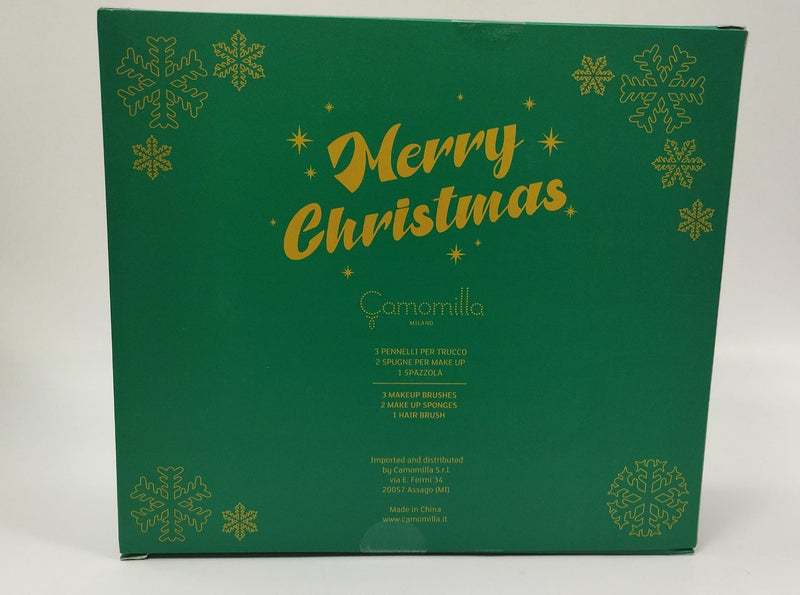 Merry
Christmas
Camomilla
MILANO
3 PENNELLI PER TRUCCO
2 SPUGNE PER MAKE UP
1 SPAZZOLA
3 MAKEUP BRUSHES
2 MAKE UP SPONGES
1 HAIR BRUSH
Imported and distributed
by Camomilla S.r.l.
via E. Fermi 34
20057 Assago (MI)
Made in China
www.camomilla.it